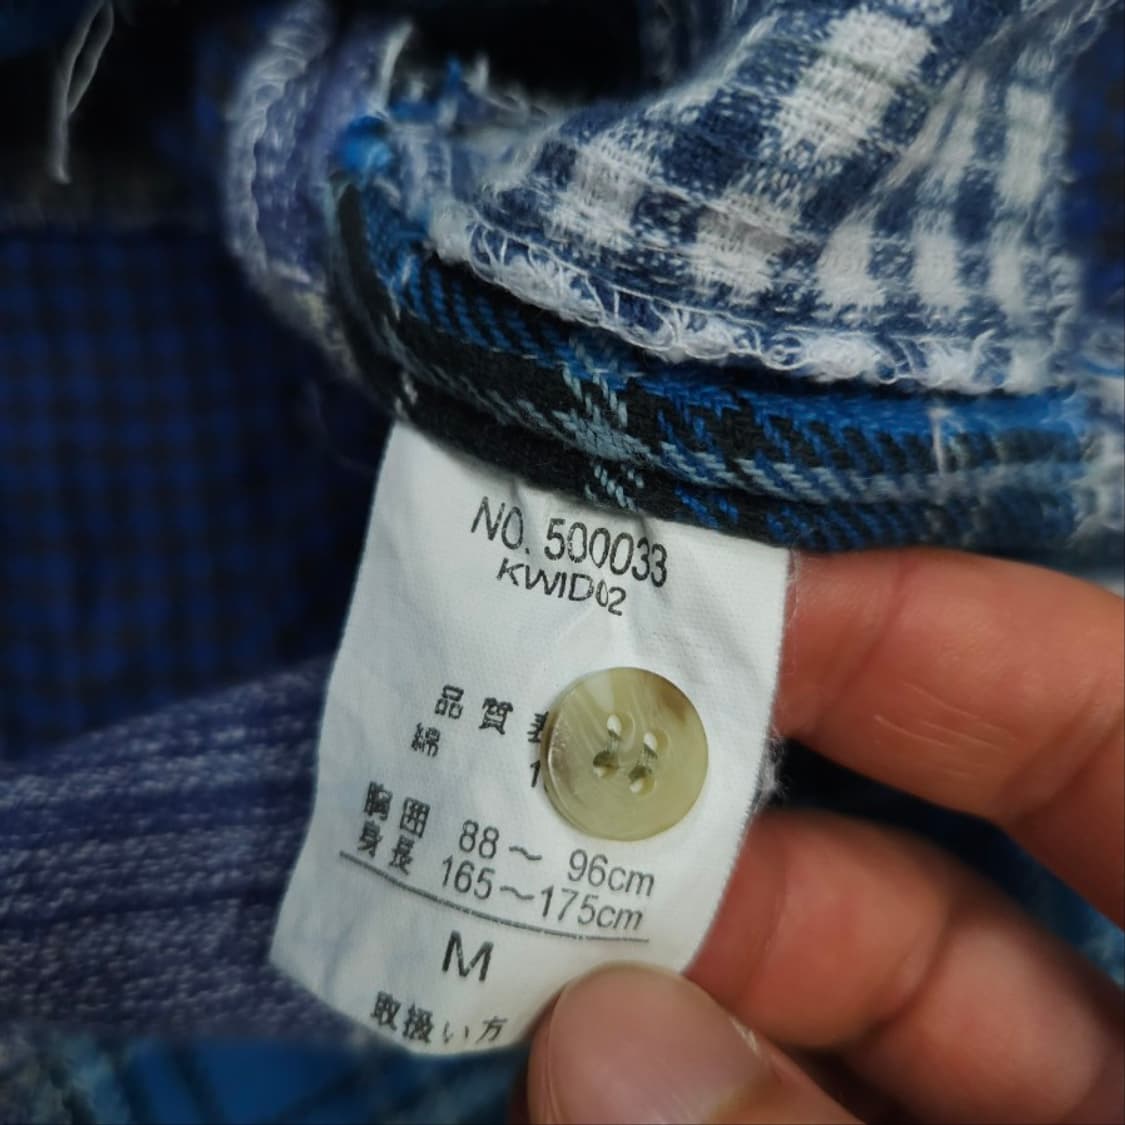 NO. 500033
KWID02
品 質
綿
胸 囲 88～ 96cm
身 長 165～175cm
M
取扱い方